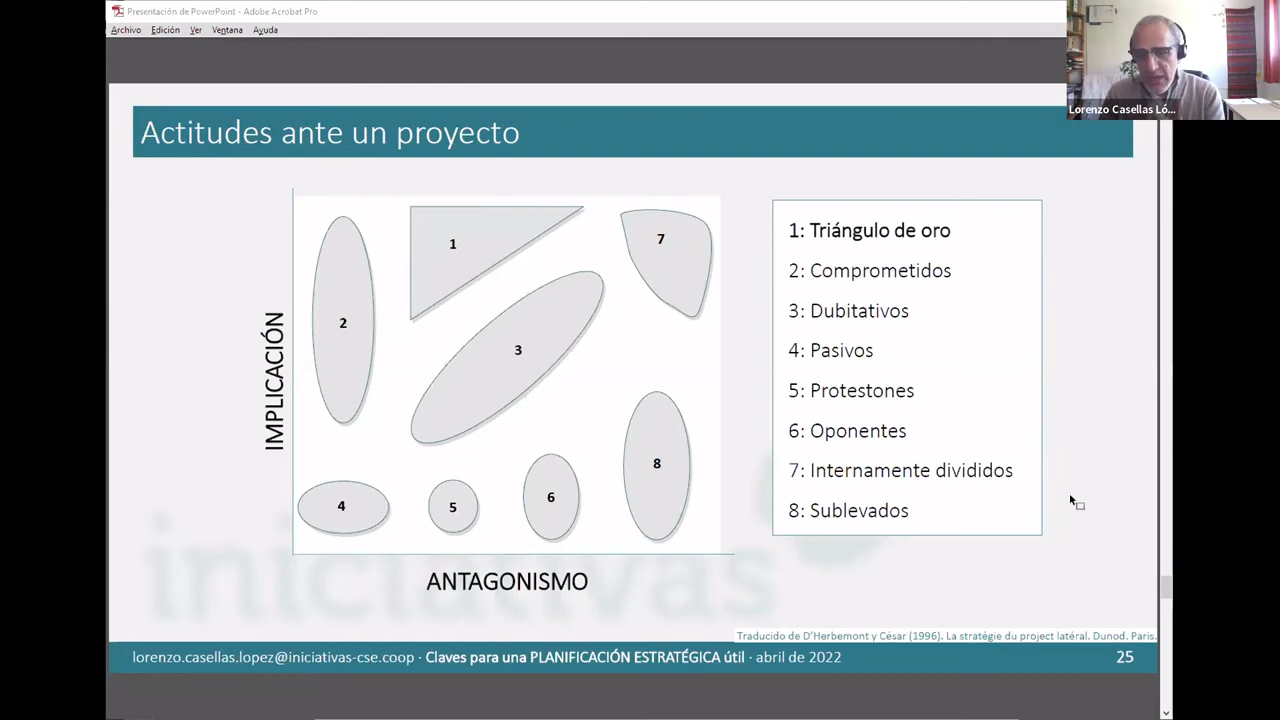 Presentación de PowerPoint - Adobe Acrobat Pro
Archivo Edición Ver Ventana Ayuda
Lorenzo Casellas Ló...
Actitudes ante un proyecto
IMPLICACIÓN
1
2
3
4
5
6
7
8
ANTAGONISMO
1: Triángulo de oro
2: Comprometidos
3: Dubitativos
4: Pasivos
5: Protestones
6: Oponentes
7: Internamente divididos
8: Sublevados
iniciativas
Traducido de D’Herbemont y César (1996). La stratégie du project latéral. Dunod. Paris.
lorenzo.casellas.lopez@iniciativas-cse.coop · Claves para una PLANIFICACIÓN ESTRATÉGICA útil · abril de 2022 25